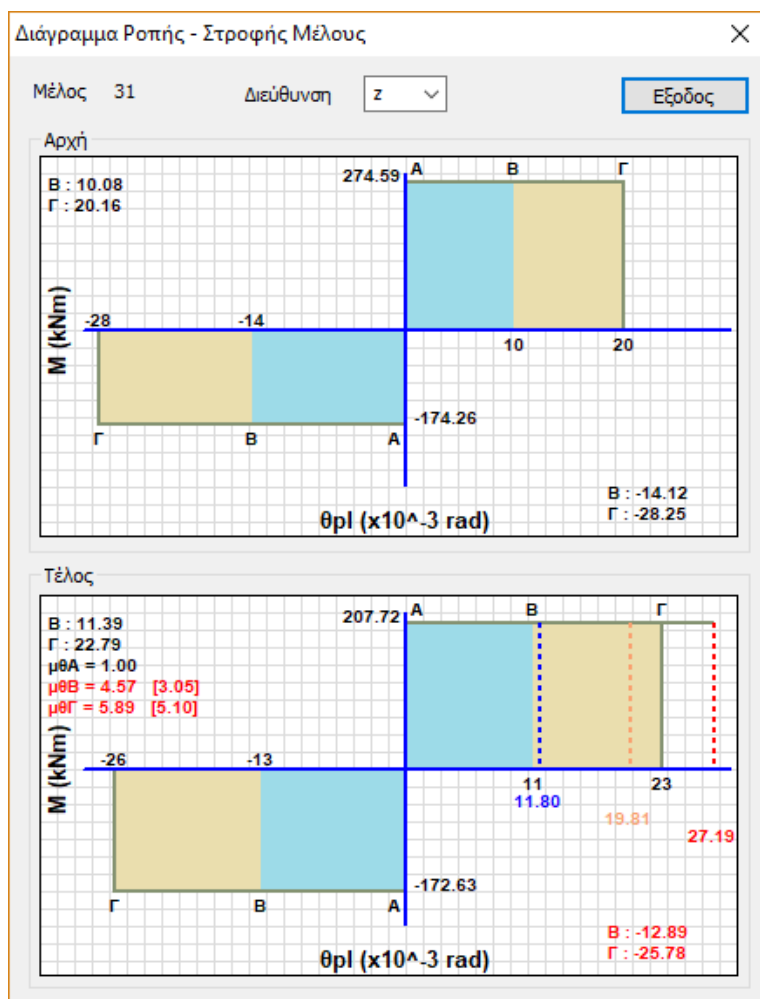 Διάγραμμα Ροπής - Στροφής Μέλους
Μέλος 31 Διεύθυνση z Εξοδος
Αρχή
B : 10.08
Γ : 20.16
274.59 A B Γ
M (kNm)
-28 -14
10 20
-174.26
Γ B A
B : -14.12
Γ : -28.25
θpl (x10^-3 rad)
Τέλος
B : 11.39
Γ : 22.79
μθA = 1.00
μθB = 4.57 [3.05]
μθΓ = 5.89 [5.10]
207.72 A B Γ
M (kNm)
-26 -13
11 23
11.80
19.81
27.19
-172.63
Γ B A
B : -12.89
Γ : -25.78
θpl (x10^-3 rad)